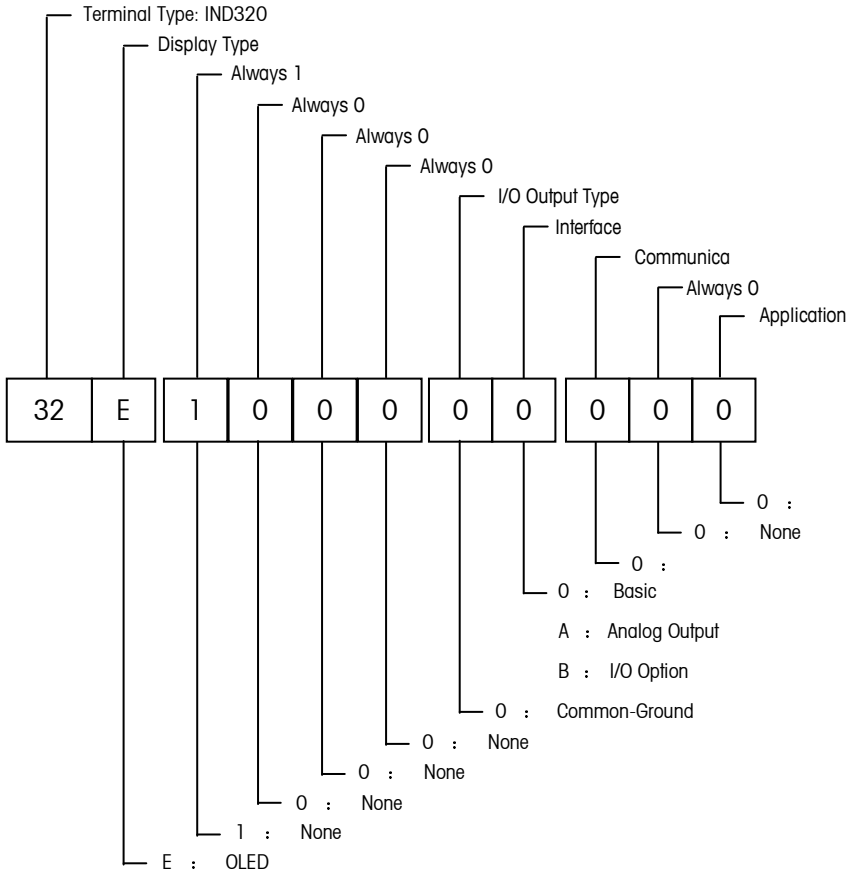 Terminal Type: IND320
Display Type
Always 1
Always 0
Always 0
Always 0
I/O Output Type
Interface
Communica
Always 0
Application
32 E 1 0 0 0 0 0 0 0 0
0 :
0 : None
0 :
0 : Basic
A : Analog Output
B : I/O Option
0 : Common-Ground
0 : None
0 : None
0 : None
1 : None
E : OLED